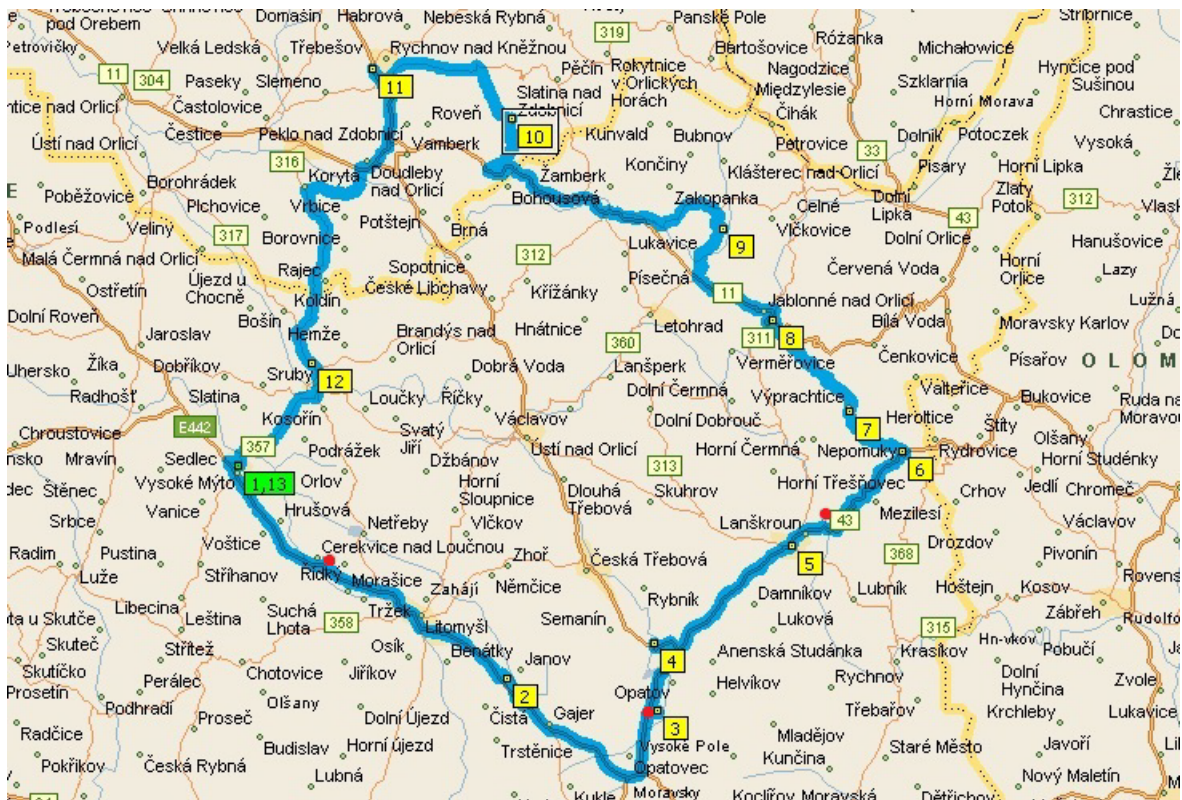 pod Orebem
Domašín
Habrová
Nebeská Rybná
319
Panské Pole
Stribrnice
Petrovičky
Velká Ledská
Třebešov
Rychnov nad Kněžnou
Bartošovice
Różanka
Michałowice
11
304
Paseky
Slemeno
11
Pěčín
Rokytnice
v Orlických
Horách
Nagodzice
Międzylesie
Szklarnia
Hynčice pod
Sušinou
ntice nad Orlicí
Častolovice
Roveň
Slatina nad
Zdobnicí
Čihák
Horní Morava
Chrastice
Čestice
Peklo nad Zdobnicí
10
Kunvald
Bubnov
Petrovice
Dolnik
Potoczek
Vysoká
Ústí nad Orlicí
316
Vamberk
Končiny
33
Pisary
Horní Lipka
Borohrádek
Koryta
Doudleby
nad Orlicí
Žamberk
Klášterec nad Orlicí
E
Poběžovice
Plchovice
Vrbice
Bohousová
Zakopanka
Celné
Dolní
Lipka
Zlaty
Potok
312
Vlask
Podlesí
Veliny
317
Borovnice
Potštejn
Brná
Lukavice
9
Vlčkovice
43
Dolní Orlice
Hanušovice
Malá Čermná nad Orlicí
Rajec
Sopotnice
312
Písečná
Červená Voda
Horní
Orlice
Lazy
Ostřetín
Újezd u
Chocně
Koldín
České Libchavy
Křížánky
11
Jablonné nad Orlicí
Lužná
Dolní Roveň
Jaroslav
Bošín
Hemže
Brandýs nad
Orlicí
Hnátnice
Letohrad
311
8
Bílá Voda
Moravsky Karlov
360
Verměřovice
Čenkovice
Písařov
OLOM
Uhersko
Žíka
Dobříkov
Sruby
12
Dobrá Voda
Lanšperk
Dolní Čermná
Valteřice
Bukovice
Radhošť
Slatina
Loučky
Říčky
Výprachtice
Ruda na
Moravou
E442
Kosořín
Václavov
Dolní Dobrouč
7
Heroltice
Štíty
Olšany
Chroustovice
357
Podrážek
Svatý
Jiří
Ústí nad Orlicí
Horní Čermná
Nepomuky
Rydrovice
Horní Studénky
Mravín
Sedlec
Džbánov
313
6
Vysoké Mýto
1,13
Orlov
Horní
Sloupnice
Skuhrov
Horní Třešňovec
Crhov
Jedlí
Chromeč
Stěnec
Vanice
Hrušová
Netřeby
Vlčkov
Dlouhá
Třebová
Lanškroun
43
Mezilesí
Václavov
Srbce
Voštice
Cerekvice nad Loučnou
Zhoř
Česká Třebová
5
368
Drozdov
Pivonín
Radim
Pustina
Luže
Stříhanov
Řídky
Morašice
Zahájí
Němčice
Damníkov
Lubník
Hoštejn
Kosov
Rovens
Libecina
Suchá
Lhota
358
Tržek
Rybník
Zábřeh
ota u Skutče
Leština
Litomyšl
Semanín
Luková
315
Hn-vkov
Rudolfo
Skuteč
Střítež
Osík
Benátky
Janov
4
Anenská Studánka
Krasíkov
Pobučí
Skutíčko
Chotovice
Jiříkov
2
Opatov
Helvíkov
Rychnov
Dolní
Hynčina
Zvole
Prosetín
Perálec
Olšany
Podhradí
Proseč
Dolní Újezd
Čistá
Gajer
3
Třebařov
Krchleby
Lukavice
Radčice
Budislav
Horní újezd
Trstěnice
Vysoké Pole
Mladějov
Staré Město
Javoří
Pokřikov
Česká Rybná
Lubná
Opatovec
Kunčina
Nový Maletín
Kukle
Moravsky
Koclířov
Moravská
Dětřichov